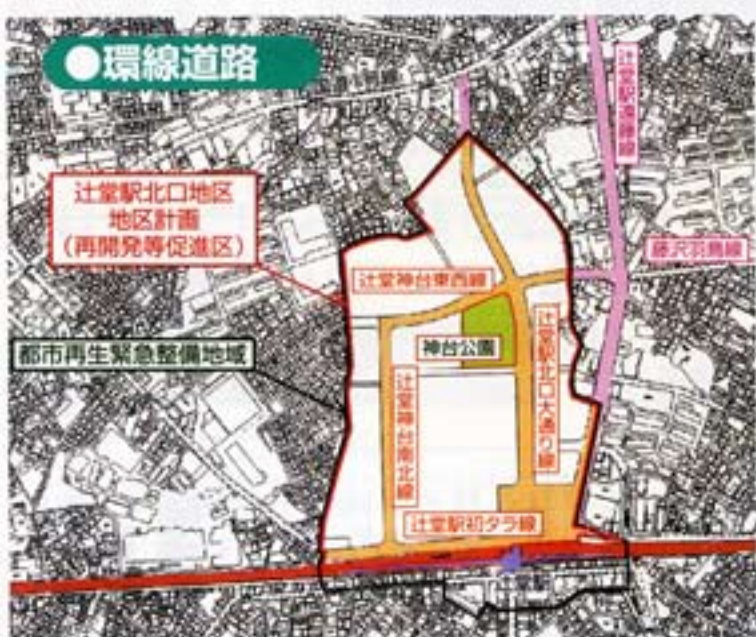 ●環線道路
辻堂駅遠藤線
辻堂駅北口地区
地区計画
(再開発等促進区)
藤沢羽鳥線
辻堂神台東西線
都市再生緊急整備地域
神台公園
辻堂駅北口大通り線
辻堂神台南北線
辻堂駅初タラ線